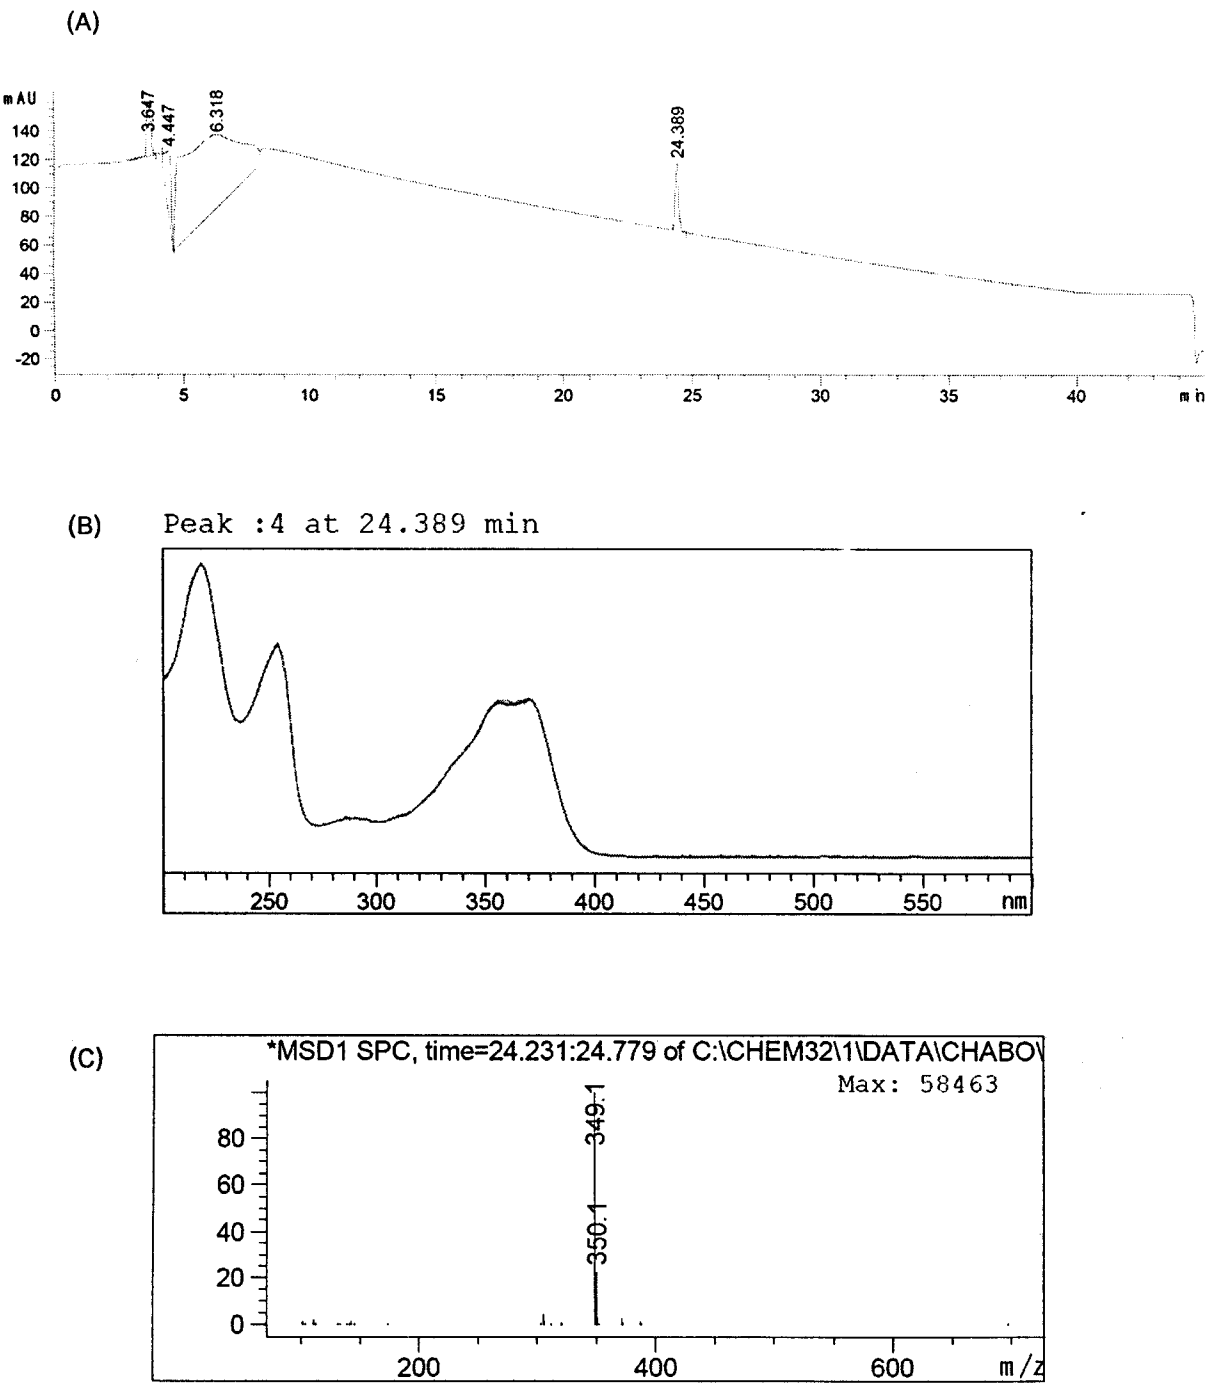 (A)
mAU
140
120
100
80
60
40
20
0
-20
3.647
4.447
6.318
24.389
0 5 10 15 20 25 30 35 40 min
(B)
Peak :4 at 24.389 min
250 300 350 400 450 500 550 nm
(C)
*MSD1 SPC, time=24.231:24.779 of C:\CHEM32\1\DATA\CHABO\
Max: 58463
80
60
40
20
0
349.1
350.1
200 400 600 m/z